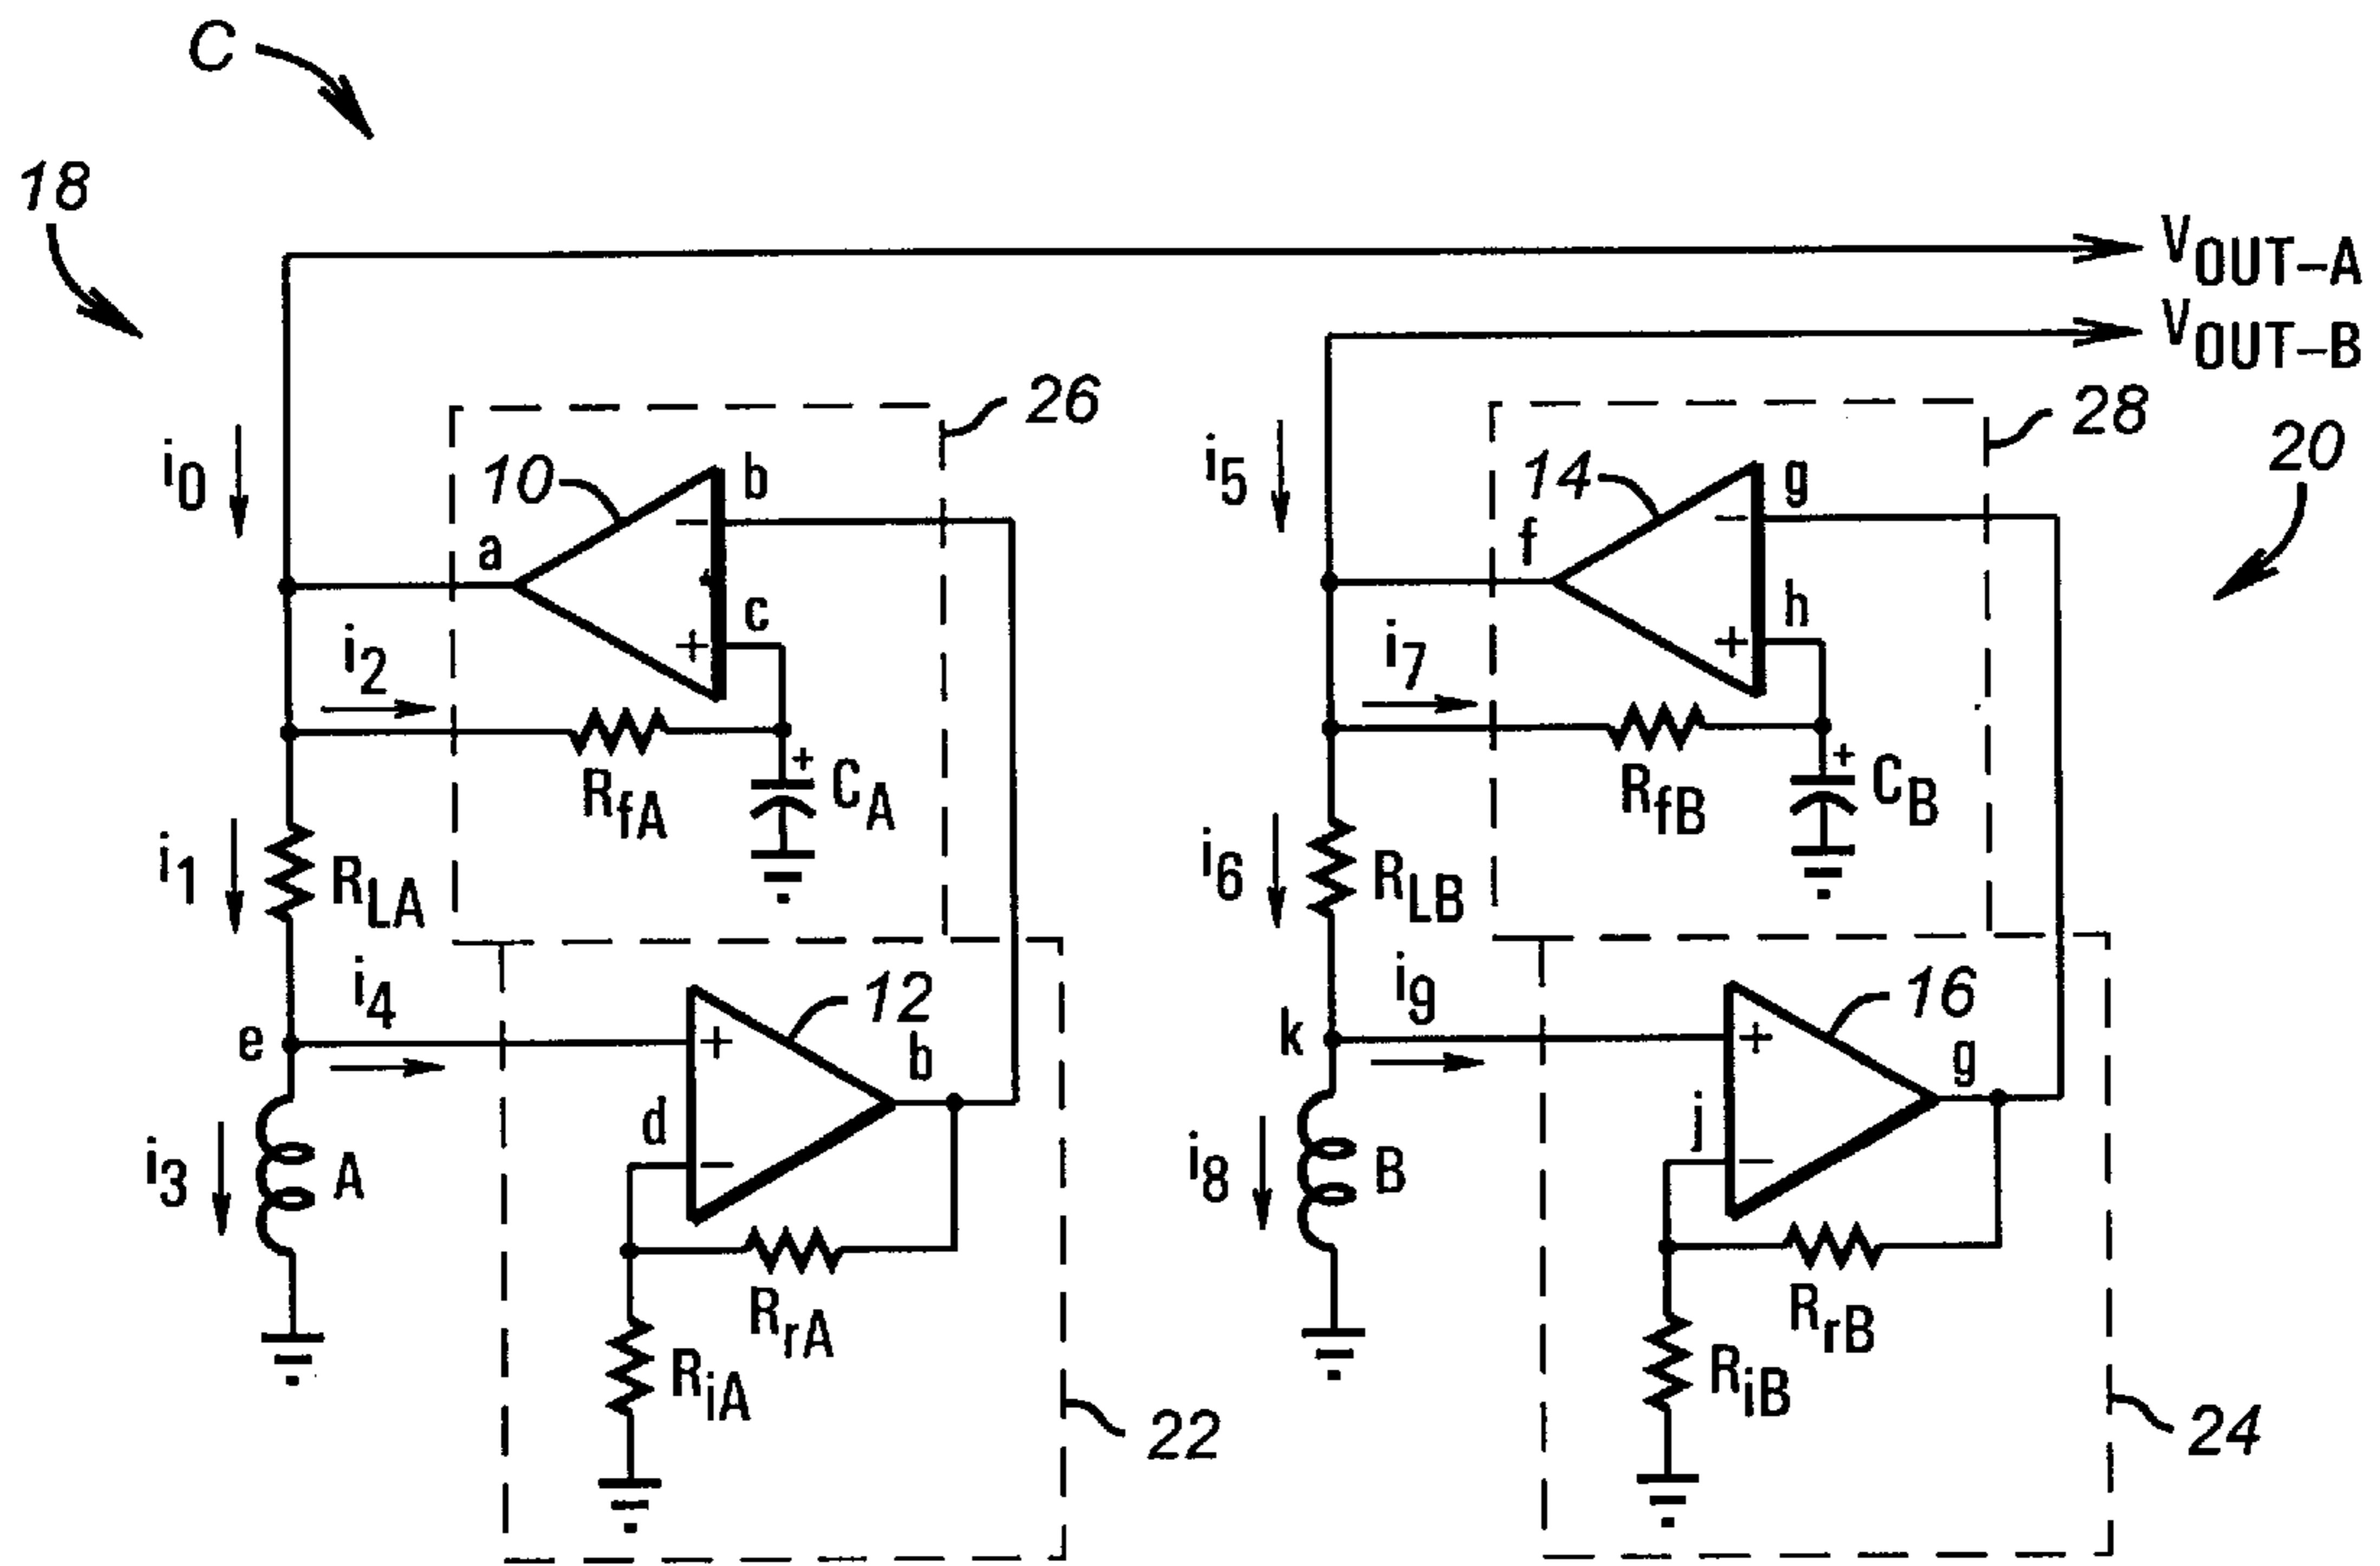 C
18
V_OUT-A
V_OUT-B
26
28
20
i_0
10
b
a
c
i_5
14
g
f
h
i_2
R_fA
+
C_A
i_7
R_fB
+
C_B
i_1
R_LA
i_6
R_LB
i_4
12
e
+
b
d
−
i_9
16
k
+
g
j
−
i_3
A
R_rA
R_iA
22
i_8
B
R_rB
R_iB
24
−
+
−
+